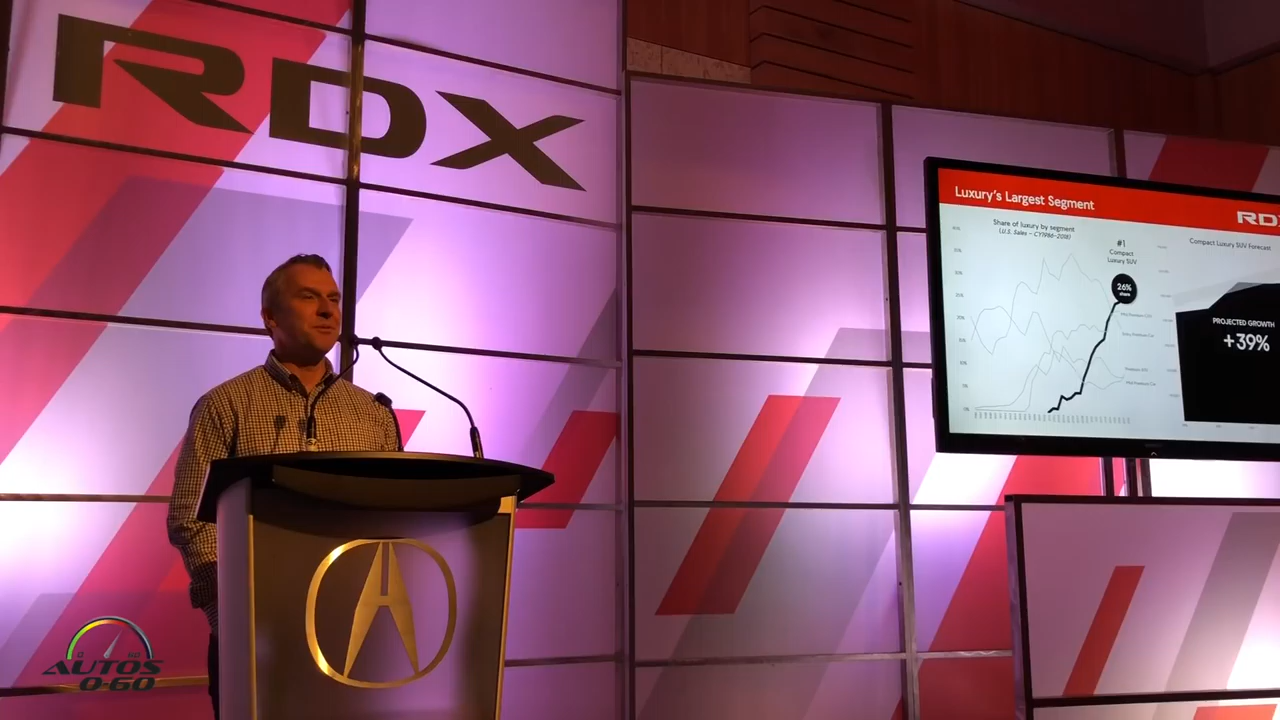 RDX
Luxury's Largest Segment
RD
Share of luxury by segment
(U.S. Sales – CY1986–2018)
#1
Compact
Luxury SUV
26%
share
Compact Luxury SUV Forecast
PROJECTED GROWTH
+39%
AUTOS
0-60